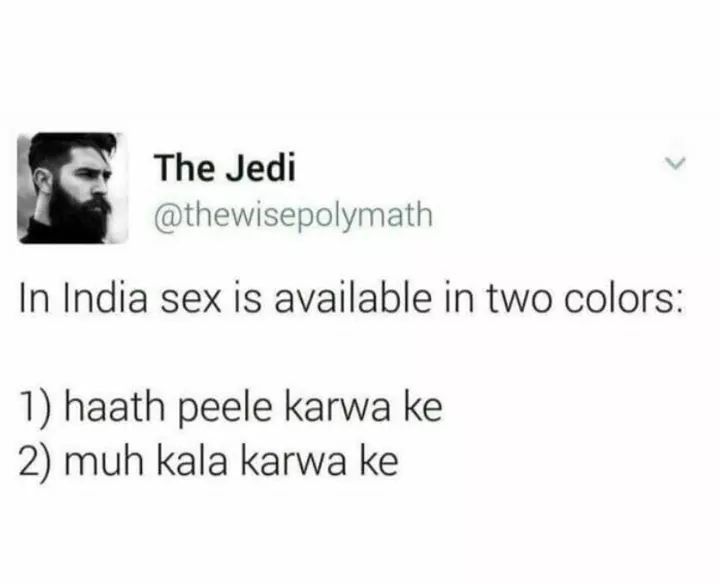 The Jedi
@thewisepolymath
In India sex is available in two colors:
1) haath peele karwa ke
2) muh kala karwa ke